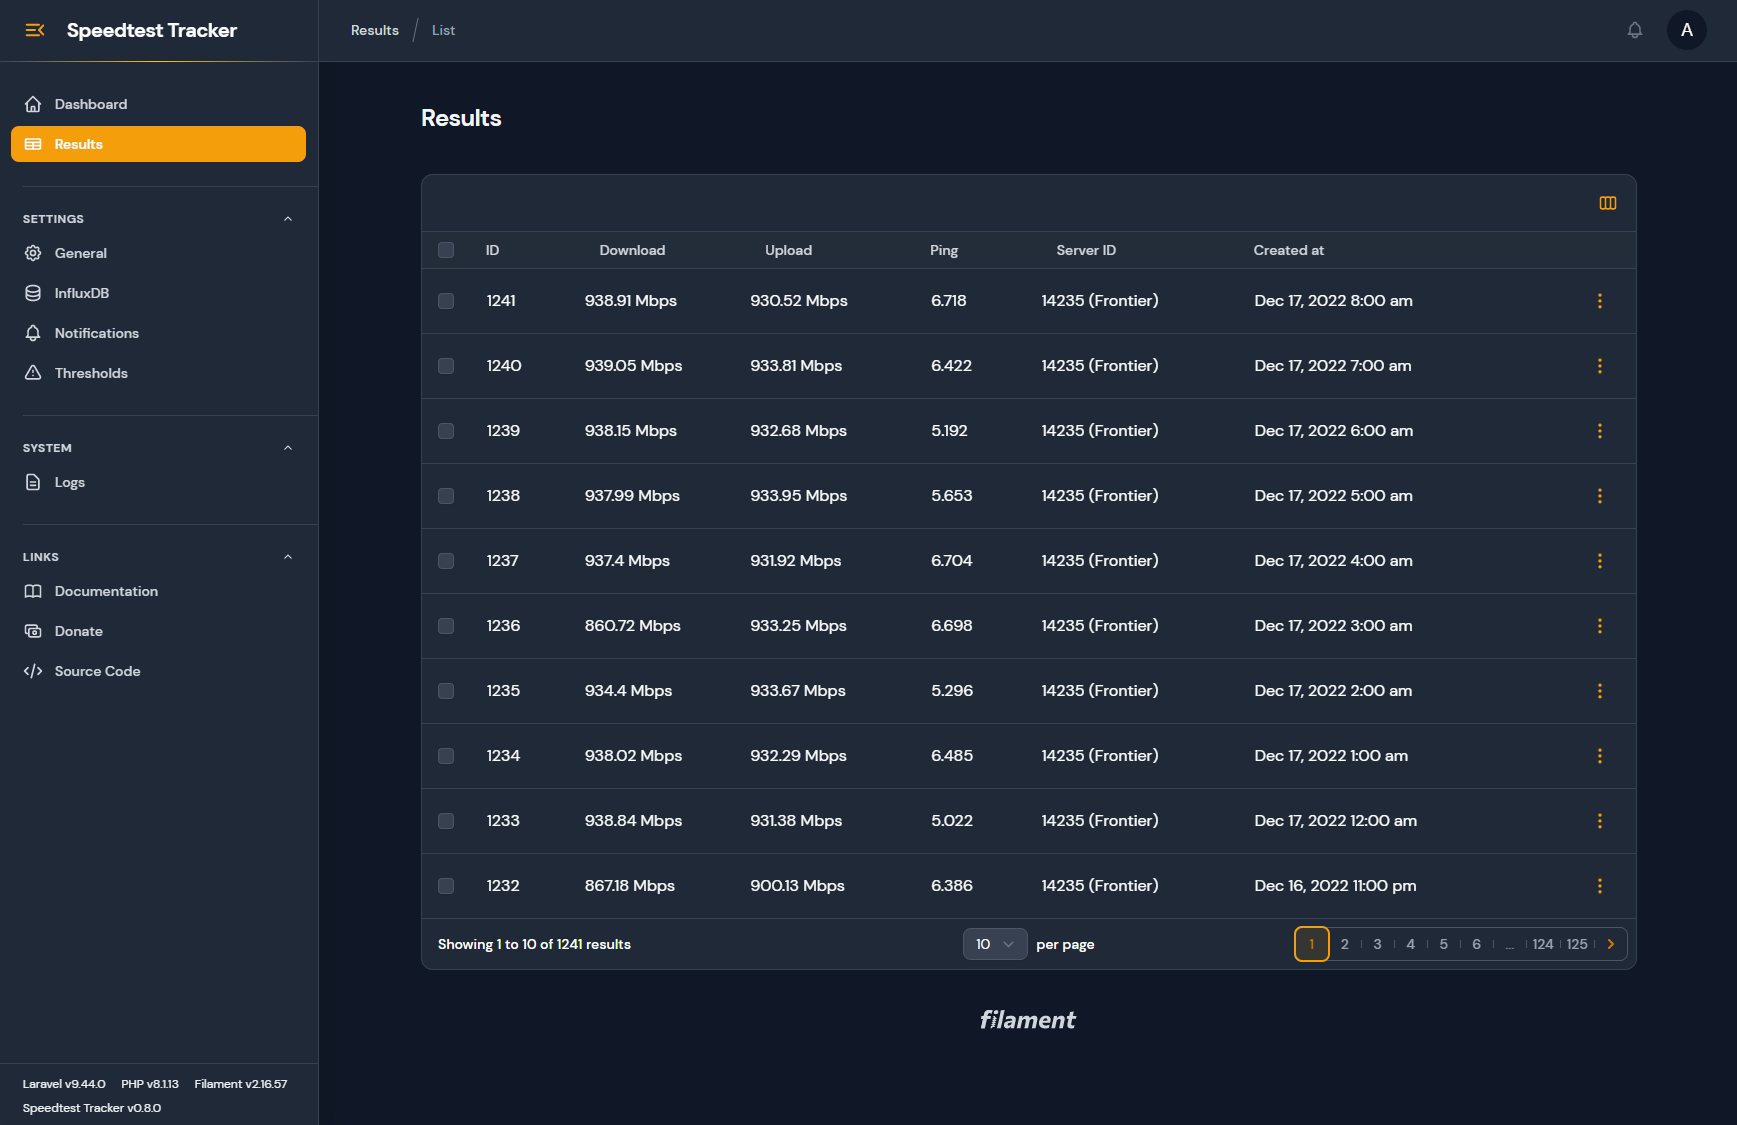 Speedtest Tracker
Results / List
A
Dashboard
Results
SETTINGS
General
InfluxDB
Notifications
Thresholds
SYSTEM
Logs
LINKS
Documentation
Donate
Source Code
Laravel v9.44.0 PHP v8.1.13 Filament v2.16.57
Speedtest Tracker v0.8.0
Results
ID Download Upload Ping Server ID Created at
1241 938.91 Mbps 930.52 Mbps 6.718 14235 (Frontier) Dec 17, 2022 8:00 am
1240 939.05 Mbps 933.81 Mbps 6.422 14235 (Frontier) Dec 17, 2022 7:00 am
1239 938.15 Mbps 932.68 Mbps 5.192 14235 (Frontier) Dec 17, 2022 6:00 am
1238 937.99 Mbps 933.95 Mbps 5.653 14235 (Frontier) Dec 17, 2022 5:00 am
1237 937.4 Mbps 931.92 Mbps 6.704 14235 (Frontier) Dec 17, 2022 4:00 am
1236 860.72 Mbps 933.25 Mbps 6.698 14235 (Frontier) Dec 17, 2022 3:00 am
1235 934.4 Mbps 933.67 Mbps 5.296 14235 (Frontier) Dec 17, 2022 2:00 am
1234 938.02 Mbps 932.29 Mbps 6.485 14235 (Frontier) Dec 17, 2022 1:00 am
1233 938.84 Mbps 931.38 Mbps 5.022 14235 (Frontier) Dec 17, 2022 12:00 am
1232 867.18 Mbps 900.13 Mbps 6.386 14235 (Frontier) Dec 16, 2022 11:00 pm
Showing 1 to 10 of 1241 results 10 per page 1 2 3 4 5 6 ... 124 125
filament